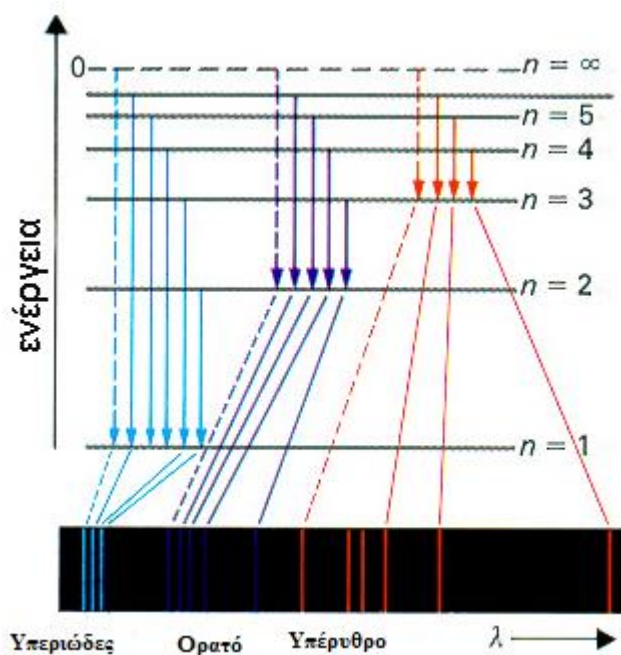 0
n = ∞
n = 5
n = 4
n = 3
n = 2
n = 1
ενέργεια
Υπεριώδες Ορατό Υπέρυθρο λ